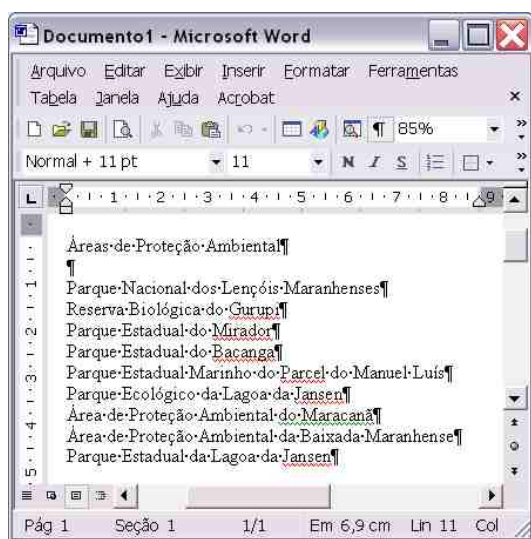 Documento1 - Microsoft Word
Arquivo Editar Exibir Inserir Formatar Ferramentas
Tabela Janela Ajuda Acrobat
85%
Normal + 11 pt 11 N I S
1 2 3 4 5 6 7 8 9
Áreas de Proteção Ambiental¶
¶
Parque Nacional dos Lençóis Maranhenses¶
Reserva Biológica do Gurupi¶
Parque Estadual do Mirador¶
Parque Estadual do Bacanga¶
Parque Estadual Marinho do Parcel do Manuel Luís¶
Parque Ecológico da Lagoa da Jansen¶
Área de Proteção Ambiental do Maracanã¶
Área de Proteção Ambiental da Baixada Maranhense¶
Parque Estadual da Lagoa da Jansen¶
Pág 1 Seção 1 1/1 Em 6,9 cm Lin 11 Col